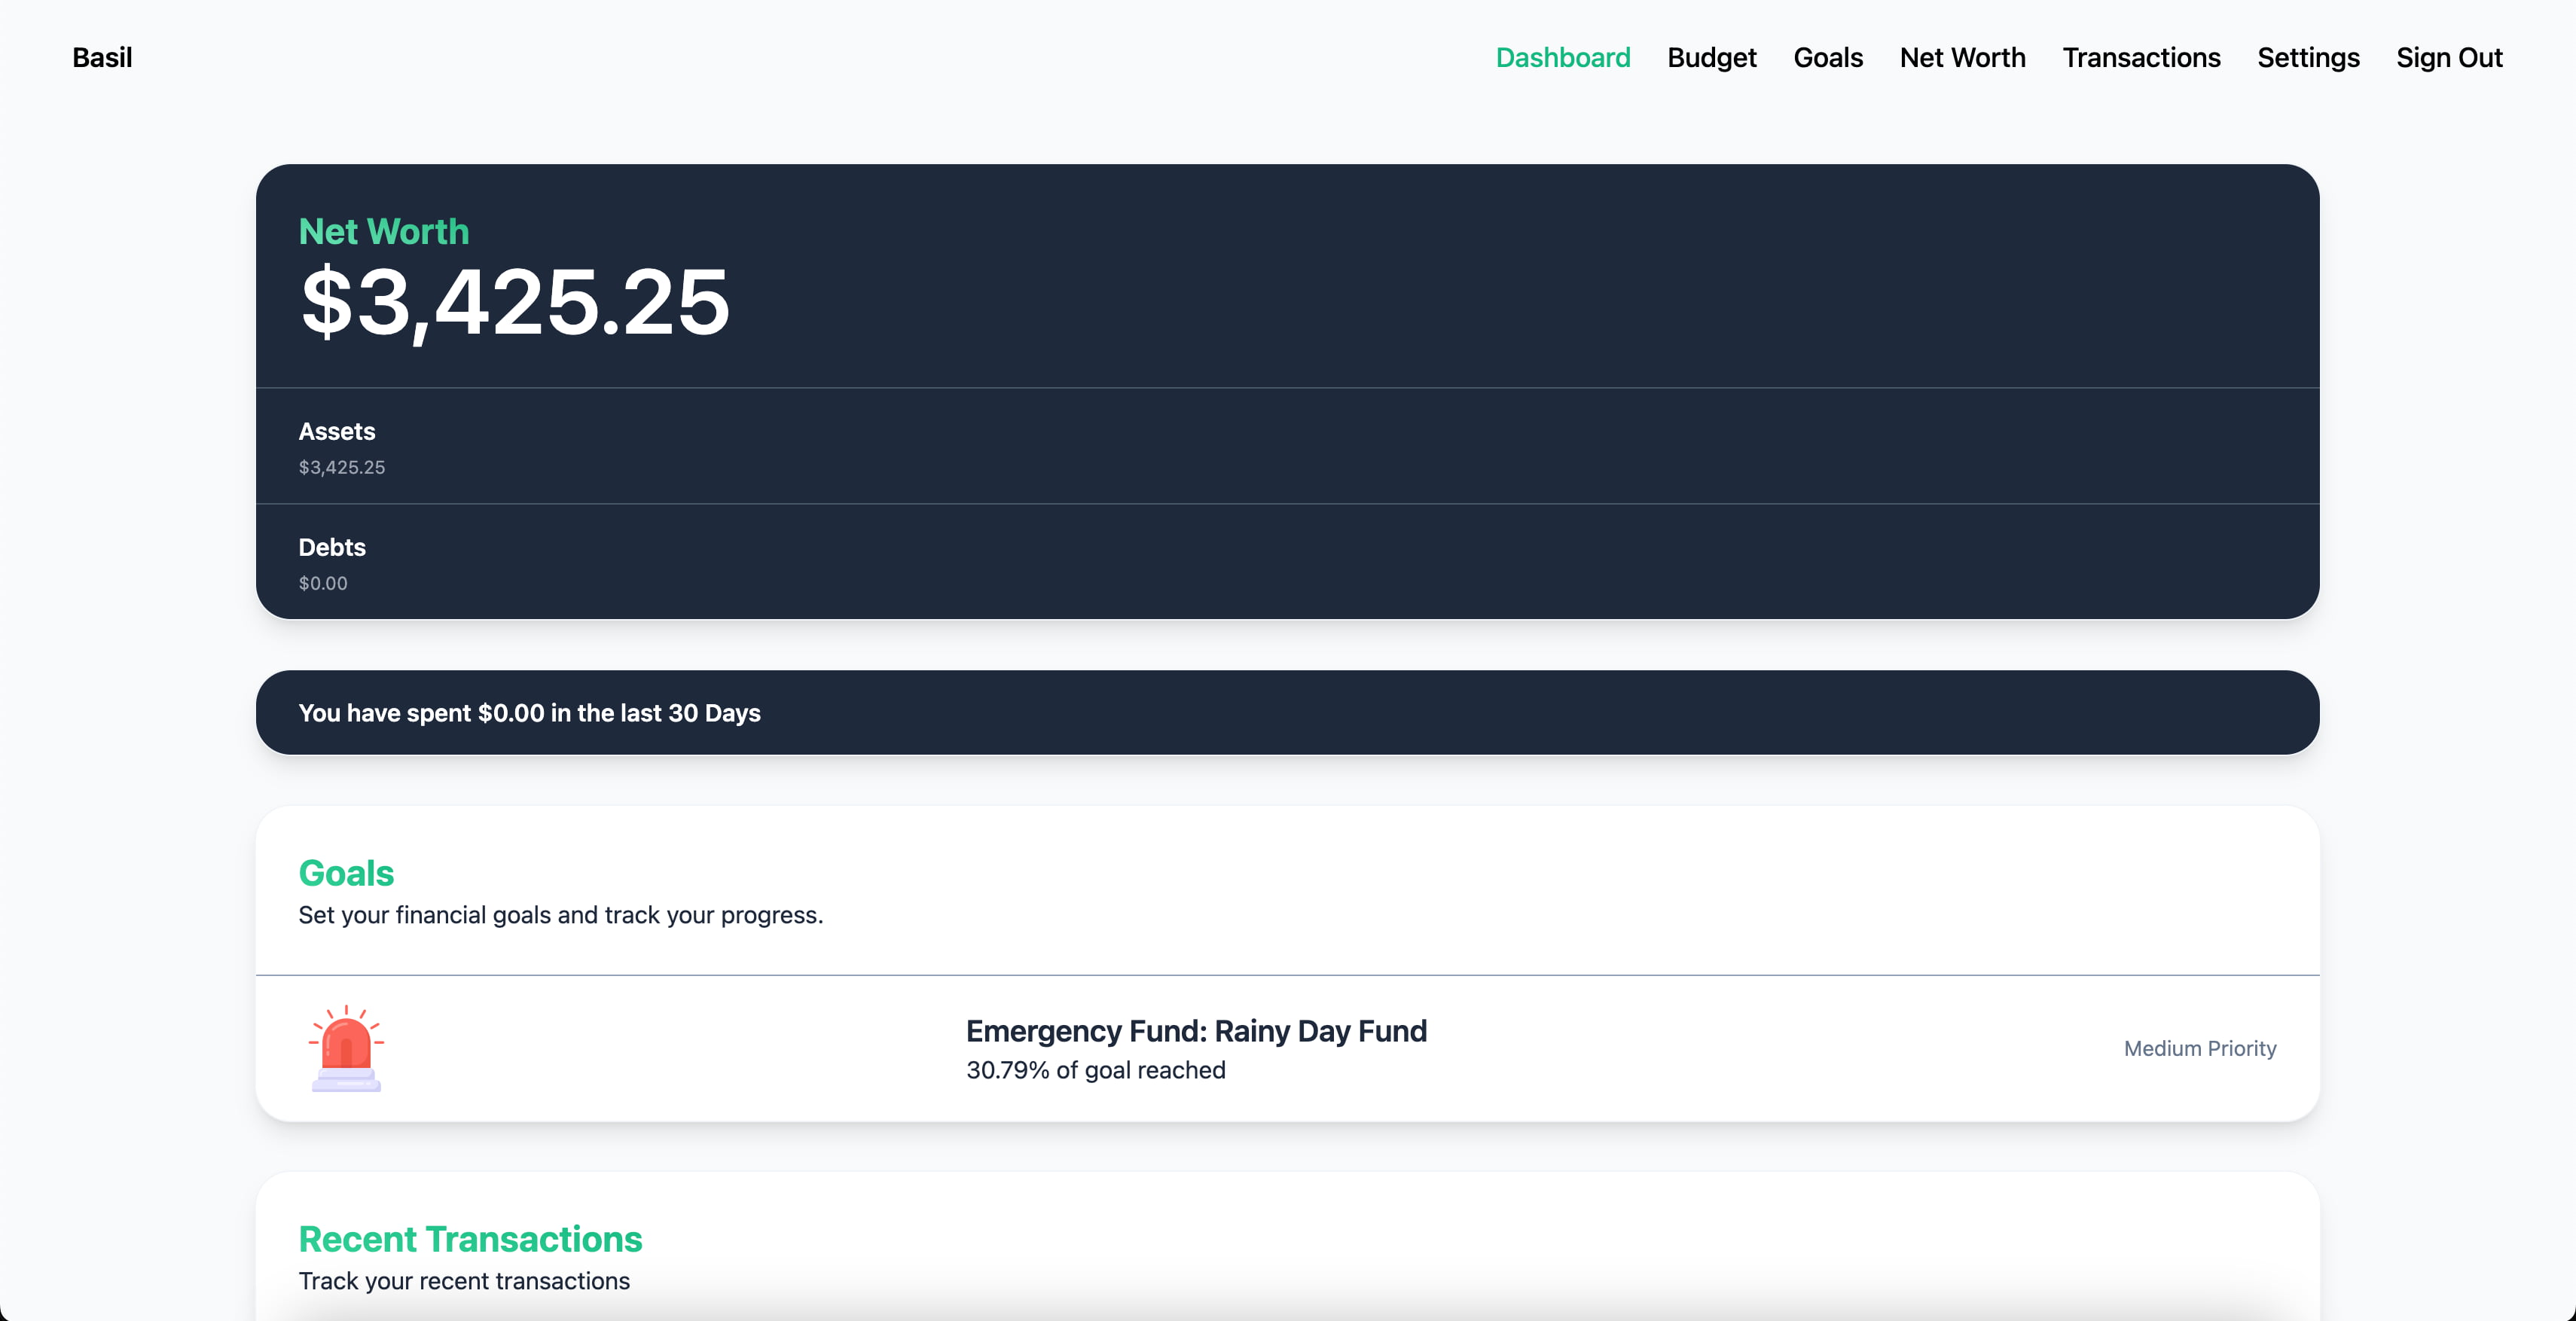 Basil
Dashboard Budget Goals Net Worth Transactions Settings Sign Out
Net Worth
$3,425.25
Assets
$3,425.25
Debts
$0.00
You have spent $0.00 in the last 30 Days
Goals
Set your financial goals and track your progress.
Emergency Fund: Rainy Day Fund
30.79% of goal reached
Medium Priority
Recent Transactions
Track your recent transactions